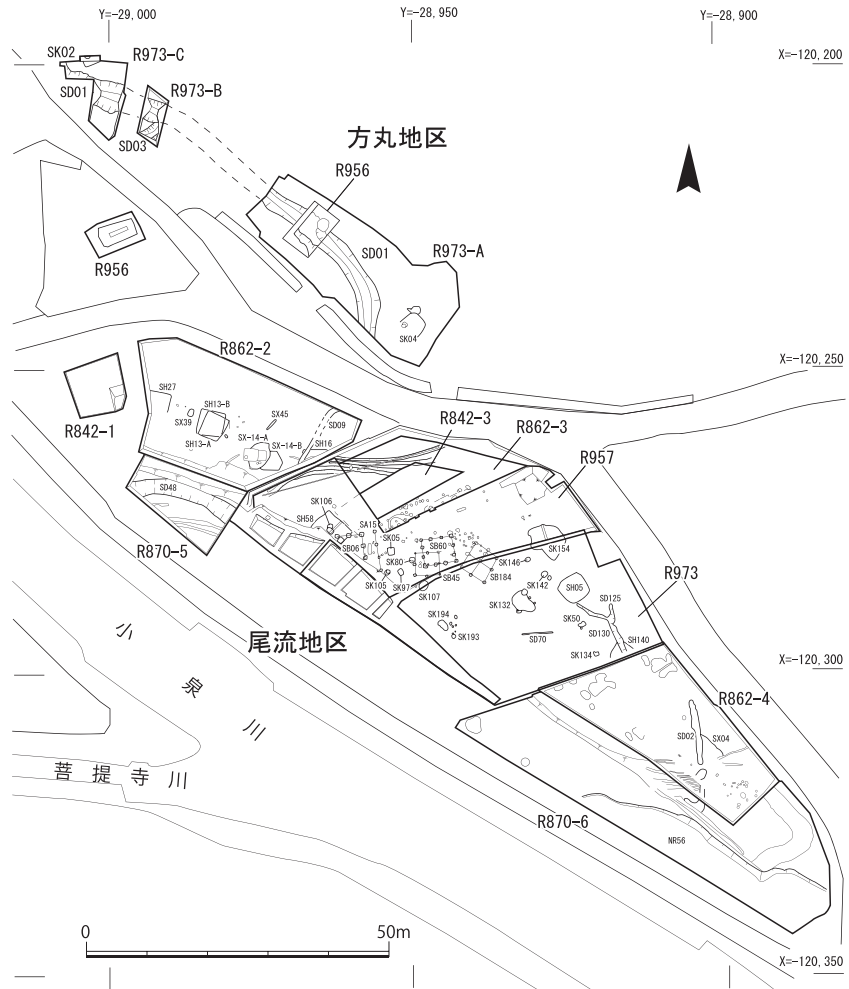 Y=-29,000
Y=-28,950
Y=-28,900
X=-120,200
SK02
R973-C
SD01
R973-B
SD03
方丸地区
R956
R956
SD01
R973-A
SK04
X=-120,250
R862-2
R842-1
SH27
SX39
SH13-B
SH13-A
SX45
SX-14-A
SX-14-B
SD09
SH16
R842-3
R862-3
R957
SD48
R870-5
SK106
SH58
SA15
SK05
SB06
SB60
SK80
SK105
SK97
SB45
SK107
SK146
SB184
SK154
SK142
R973
SH05
SD125
SK132
SK194
SK193
SD70
SK50
SD130
SH140
SK134
尾流地区
X=-120,300
R862-4
SD02
SX04
小泉川
菩提寺川
R870-6
NR56
0
50m
X=-120,350